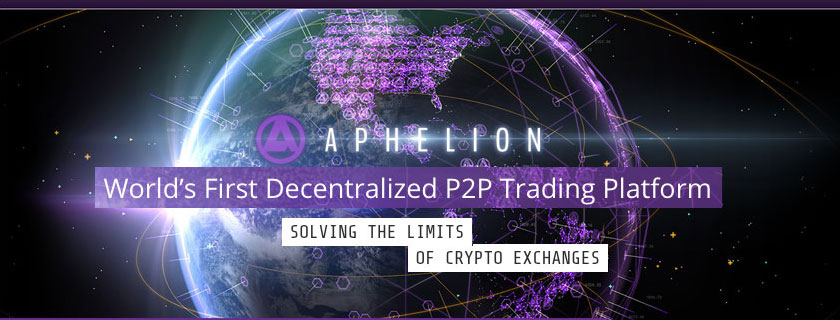 APHELION
World’s First Decentralized P2P Trading Platform
SOLVING THE LIMITS
OF CRYPTO EXCHANGES